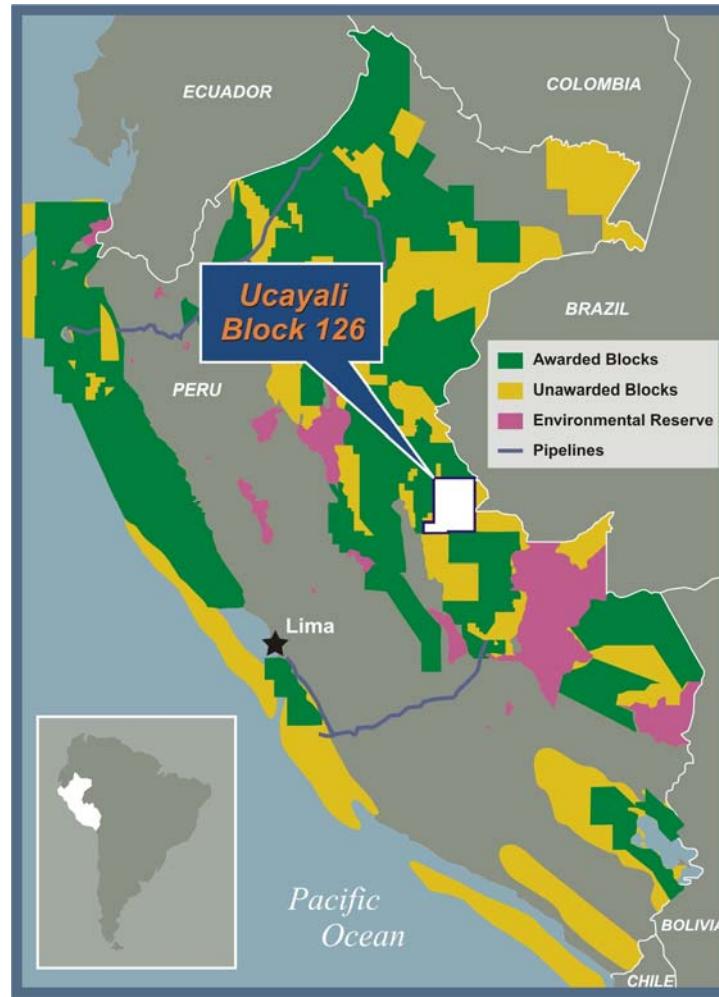 ECUADOR
COLOMBIA
Ucayali
Block 126
BRAZIL
PERU
Awarded Blocks
Unawarded Blocks
Environmental Reserve
Pipelines
Lima
Pacific
Ocean
BOLIVIA
CHILE